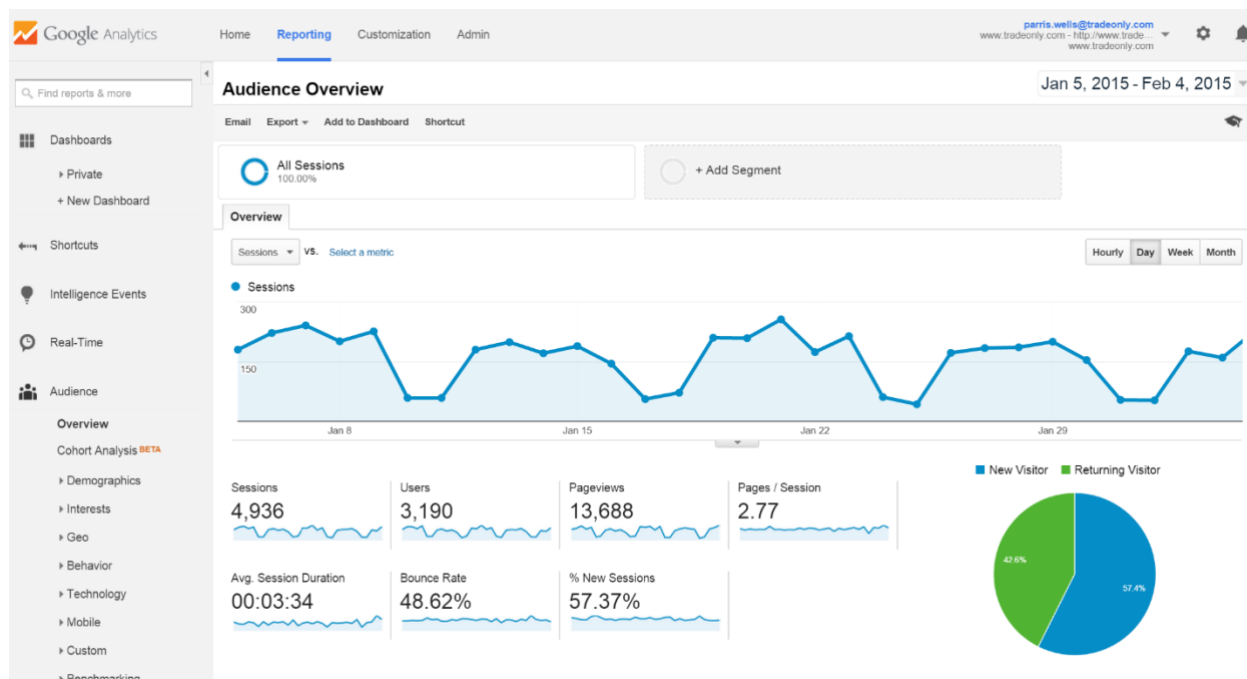 Google Analytics
Home Reporting Customization Admin
parris.wells@tradeonly.com
www.tradeonly.com - http://www.trade...
www.tradeonly.com
Find reports & more
Dashboards
Private
+ New Dashboard
Shortcuts
Intelligence Events
Real-Time
Audience
Overview
Cohort Analysis BETA
Demographics
Interests
Geo
Behavior
Technology
Mobile
Custom
Benchmarking
Audience Overview
Jan 5, 2015 - Feb 4, 2015
Email Export Add to Dashboard Shortcut
All Sessions
100.00%
+ Add Segment
Overview
Sessions VS. Select a metric
Hourly Day Week Month
Sessions
300
150
Jan 8 Jan 15 Jan 22 Jan 29
New Visitor Returning Visitor
Sessions
4,936
Users
3,190
Pageviews
13,688
Pages / Session
2.77
Avg. Session Duration
00:03:34
Bounce Rate
48.62%
% New Sessions
57.37%
42.6%
57.4%